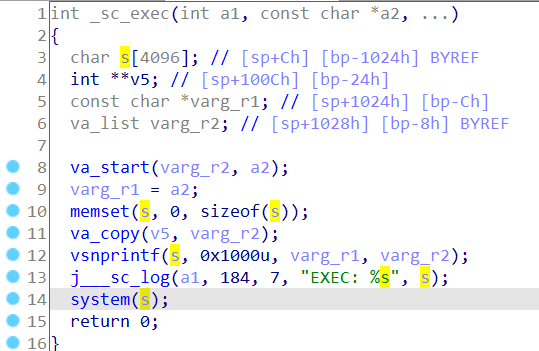 1 int _sc_exec(int a1, const char *a2, ...)
2 {
3 char s[4096]; // [sp+Ch] [bp-1024h] BYREF
4 int **v5; // [sp+100Ch] [bp-24h]
5 const char *varg_r1; // [sp+1024h] [bp-Ch]
6 va_list varg_r2; // [sp+1028h] [bp-8h] BYREF
7
8 va_start(varg_r2, a2);
9 varg_r1 = a2;
10 memset(s, 0, sizeof(s));
11 va_copy(v5, varg_r2);
12 vsnprintf(s, 0x1000u, varg_r1, varg_r2);
13 j___sc_log(a1, 184, 7, "EXEC: %s", s);
14 system(s);
15 return 0;
16 }